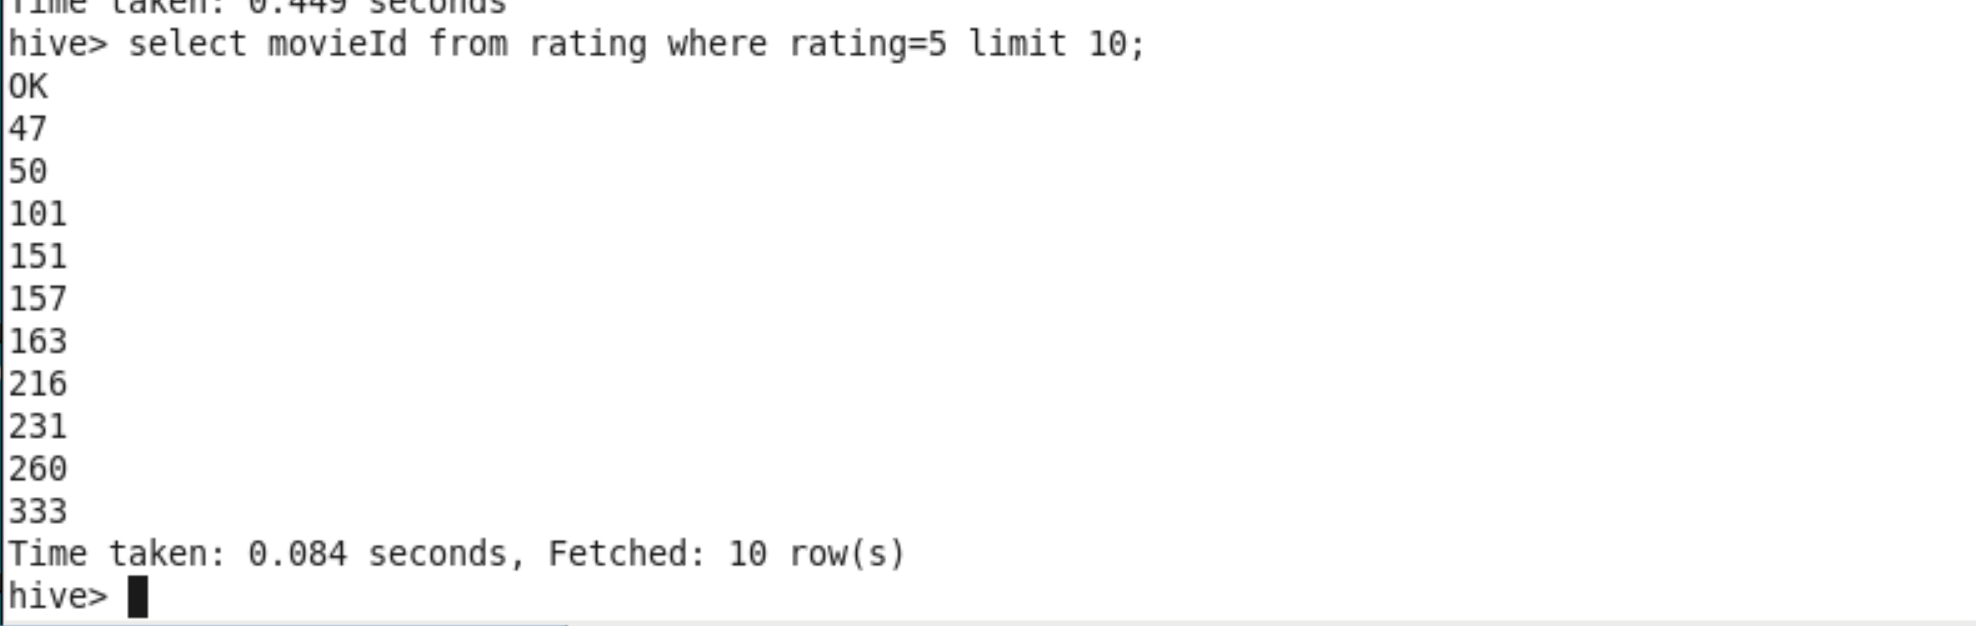 Time taken: 0.449 seconds
hive> select movieId from rating where rating=5 limit 10;
OK
47
50
101
151
157
163
216
231
260
333
Time taken: 0.084 seconds, Fetched: 10 row(s)
hive>